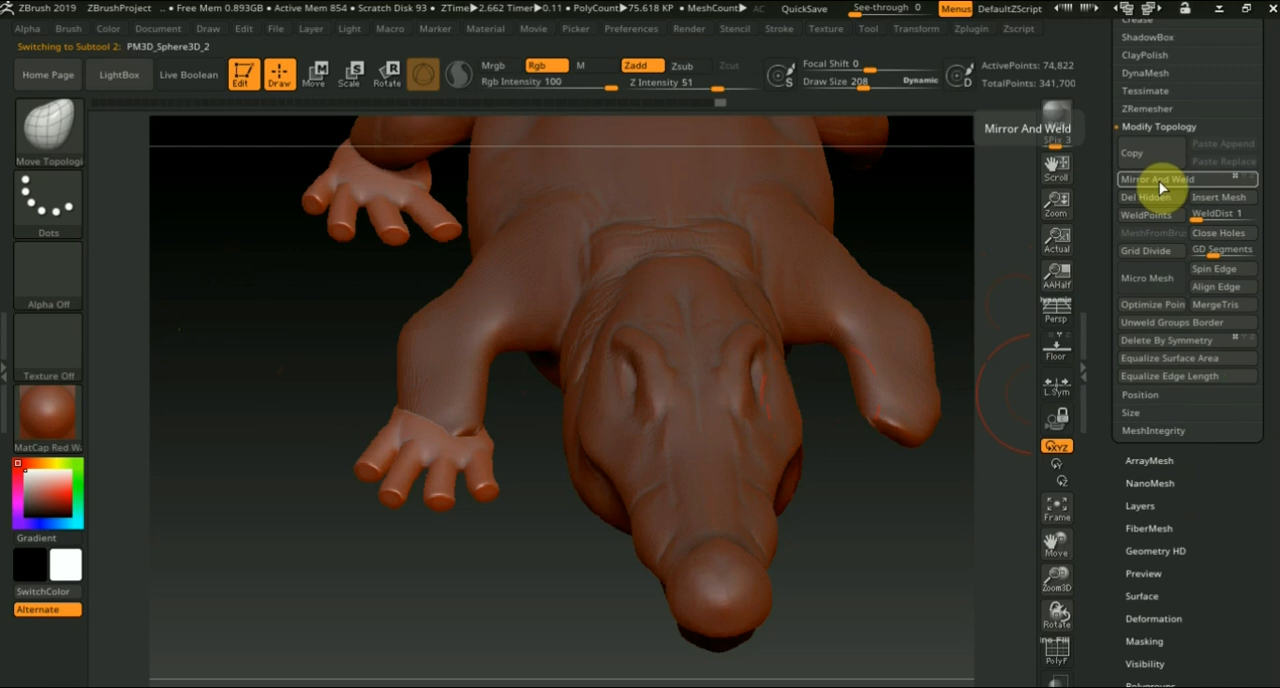 ZBrush 2019 ZBrushProject .. • Free Mem 0.893GB • Active Mem 854 • Scratch Disk 93 • ZTime▶2.662 Timer▶0.11 • PolyCount▶75.618 KP • MeshCount▶ AC QuickSave See-through 0 Menus DefaultZScript
Alpha Brush Color Document Draw Edit File Layer Light Macro Marker Material Movie Picker Preferences Render Stencil Stroke Texture Tool Transform Zplugin Zscript
Switching to Subtool 2: PM3D_Sphere3D_2
Home Page LightBox Live Boolean Edit Draw Move Scale Rotate
Mrgb Rgb M Zadd Zsub Zcut
Rgb Intensity 100 Z Intensity 51
Focal Shift 0
Draw Size 208 Dynamic
S D
ActivePoints: 74,822
TotalPoints: 341,700
Move Topologi
Dots
Alpha Off
Texture Off
MatCap Red Wa
Gradient
SwitchColor
Alternate
Mirror And Weld
SPix 3
Scroll
Zoom
Actual
AAHalf
Dynamic
Persp
Floor
L.Sym
XYZ
Y
Z
Frame
Move
Zoom3D
Rotate
PolyF
Crease
ShadowBox
ClayPolish
DynaMesh
Tessimate
ZRemesher
Modify Topology
Copy Paste Append
Paste Replace
Mirror And Weld
Del Hidden Insert Mesh
WeldPoints WeldDist 1
MeshFromBrus Close Holes
Grid Divide GD Segments
Micro Mesh Spin Edge
Align Edge
Optimize Poin MergeTris
Unweld Groups Border
Delete By Symmetry
Equalize Surface Area
Equalize Edge Length
Position
Size
MeshIntegrity
ArrayMesh
NanoMesh
Layers
FiberMesh
Geometry HD
Preview
Surface
Deformation
Masking
Visibility
Polygroups